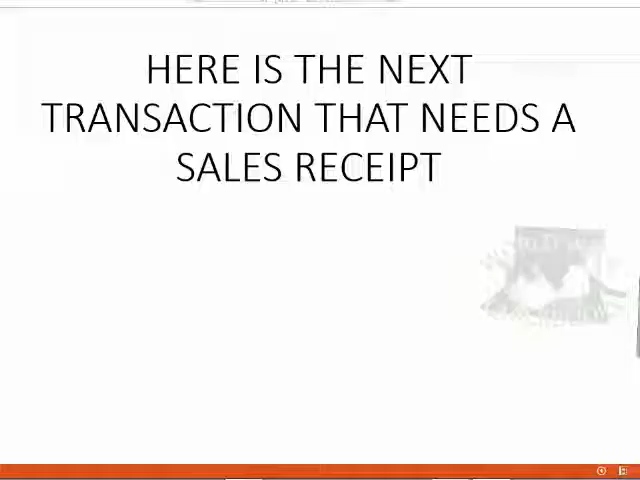 HERE IS THE NEXT
TRANSACTION THAT NEEDS A
SALES RECEIPT